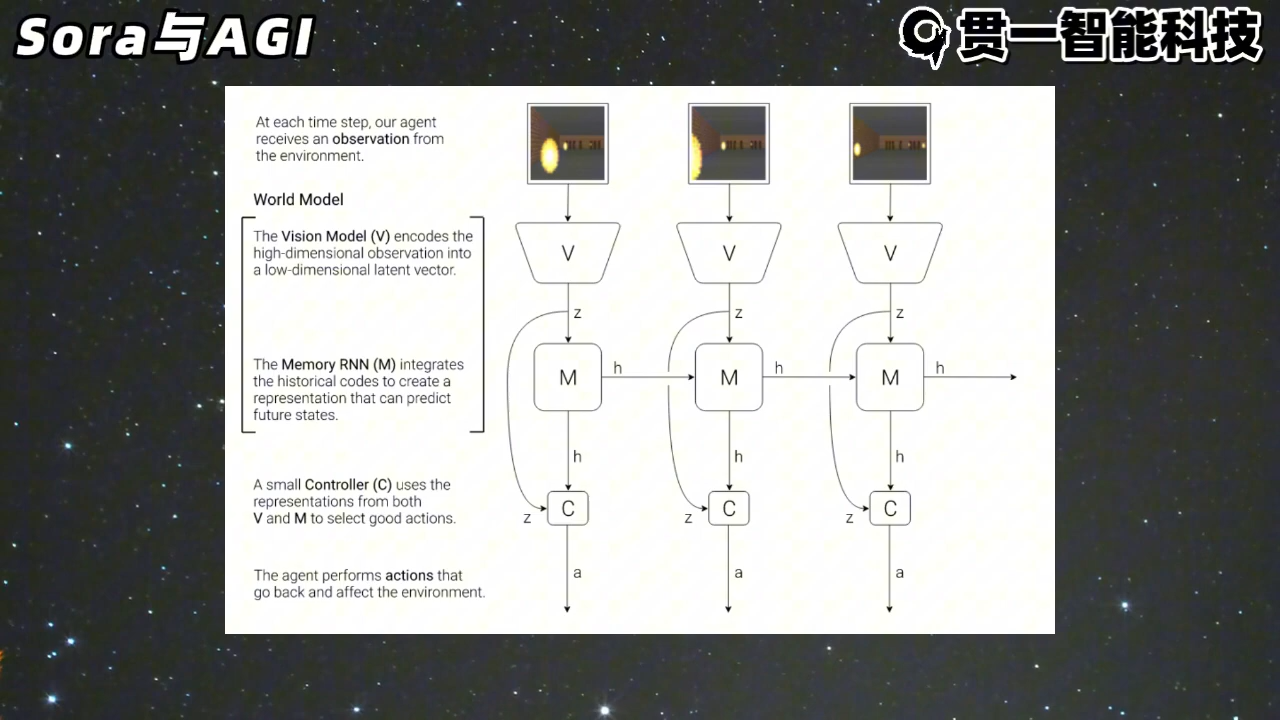 Sora与AGI
贯一智能科技
At each time step, our agent
receives an observation from
the environment.
World Model
The Vision Model (V) encodes the
high-dimensional observation into
a low-dimensional latent vector.
The Memory RNN (M) integrates
the historical codes to create a
representation that can predict
future states.
A small Controller (C) uses the
representations from both
V and M to select good actions.
The agent performs actions that
go back and affect the environment.
V V V
z z z
M h M h M h
h h h
z C z C z C
a a a